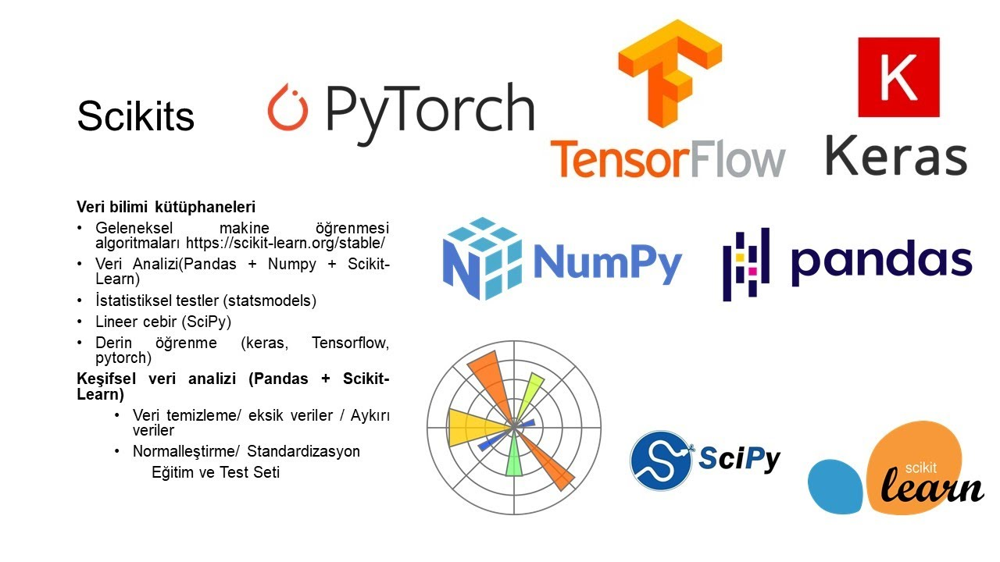 Scikits
PyTorch
TensorFlow
K
Keras
Veri bilimi kütüphaneleri
• Geleneksel makine öğrenmesi
algoritmaları https://scikit-learn.org/stable/
• Veri Analizi(Pandas + Numpy + Scikit-
Learn)
• İstatistiksel testler (statsmodels)
• Lineer cebir (SciPy)
• Derin öğrenme (keras, Tensorflow,
pytorch)
Keşifsel veri analizi (Pandas + Scikit-
Learn)
• Veri temizleme/ eksik veriler / Aykırı
veriler
• Normalleştirme/ Standardizasyon
Eğitim ve Test Seti
NumPy
pandas
SciPy
scikit
learn